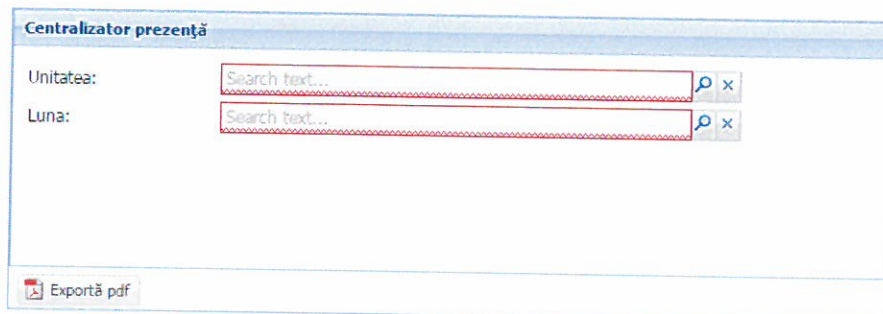 Centralizator prezenţă
Unitatea: Search text...
Luna: Search text...
Exportă pdf